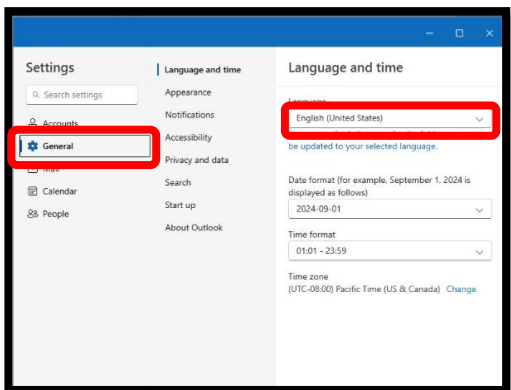 Settings
Search settings
Accounts
General
Mail
Calendar
People
Language and time
Appearance
Notifications
Accessibility
Privacy and data
Search
Start up
About Outlook
Language and time
Language
English (United States)
be updated to your selected language.
Date format (for example, September 1, 2024 is
displayed as follows)
2024-09-01
Time format
01:01 - 23:59
Time zone
(UTC-08:00) Pacific Time (US & Canada) Change